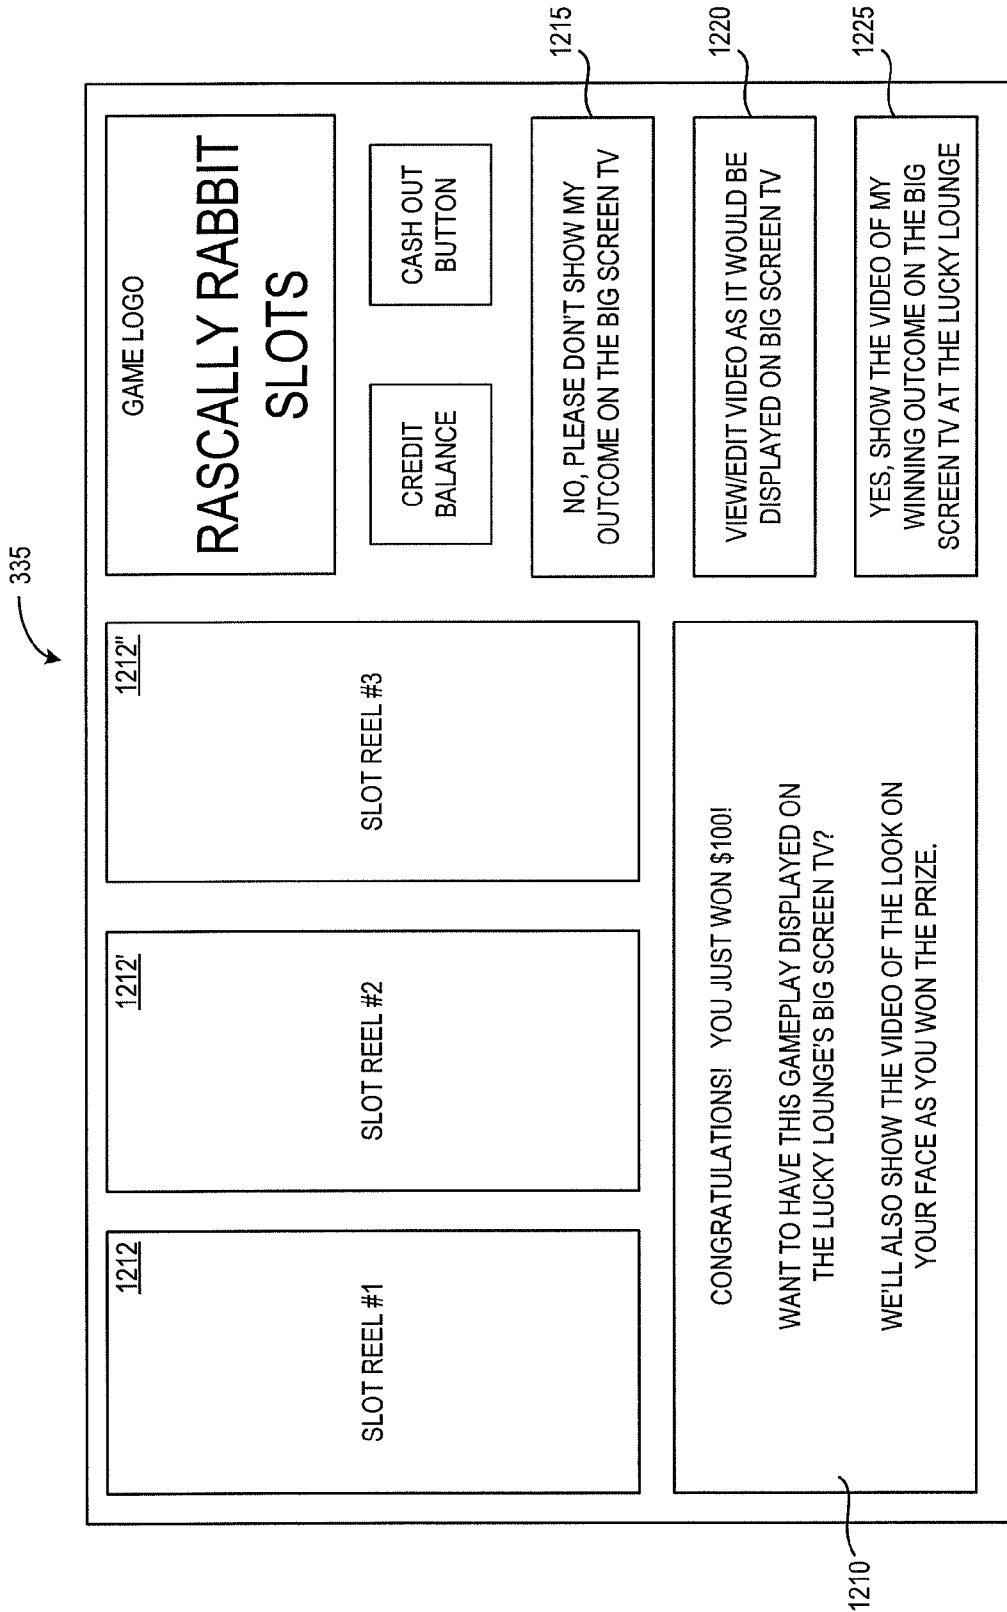 335
1212
SLOT REEL #1
1212'
SLOT REEL #2
1212"
SLOT REEL #3
GAME LOGO
RASCALLY RABBIT
SLOTS
CREDIT
BALANCE
CASH OUT
BUTTON
NO, PLEASE DON'T SHOW MY
OUTCOME ON THE BIG SCREEN TV
1215
VIEW/EDIT VIDEO AS IT WOULD BE
DISPLAYED ON BIG SCREEN TV
1220
YES, SHOW THE VIDEO OF MY
WINNING OUTCOME ON THE BIG
SCREEN TV AT THE LUCKY LOUNGE
1225
CONGRATULATIONS! YOU JUST WON $100!
WANT TO HAVE THIS GAMEPLAY DISPLAYED ON
THE LUCKY LOUNGE'S BIG SCREEN TV?
WE'LL ALSO SHOW THE VIDEO OF THE LOOK ON
YOUR FACE AS YOU WON THE PRIZE.
1210